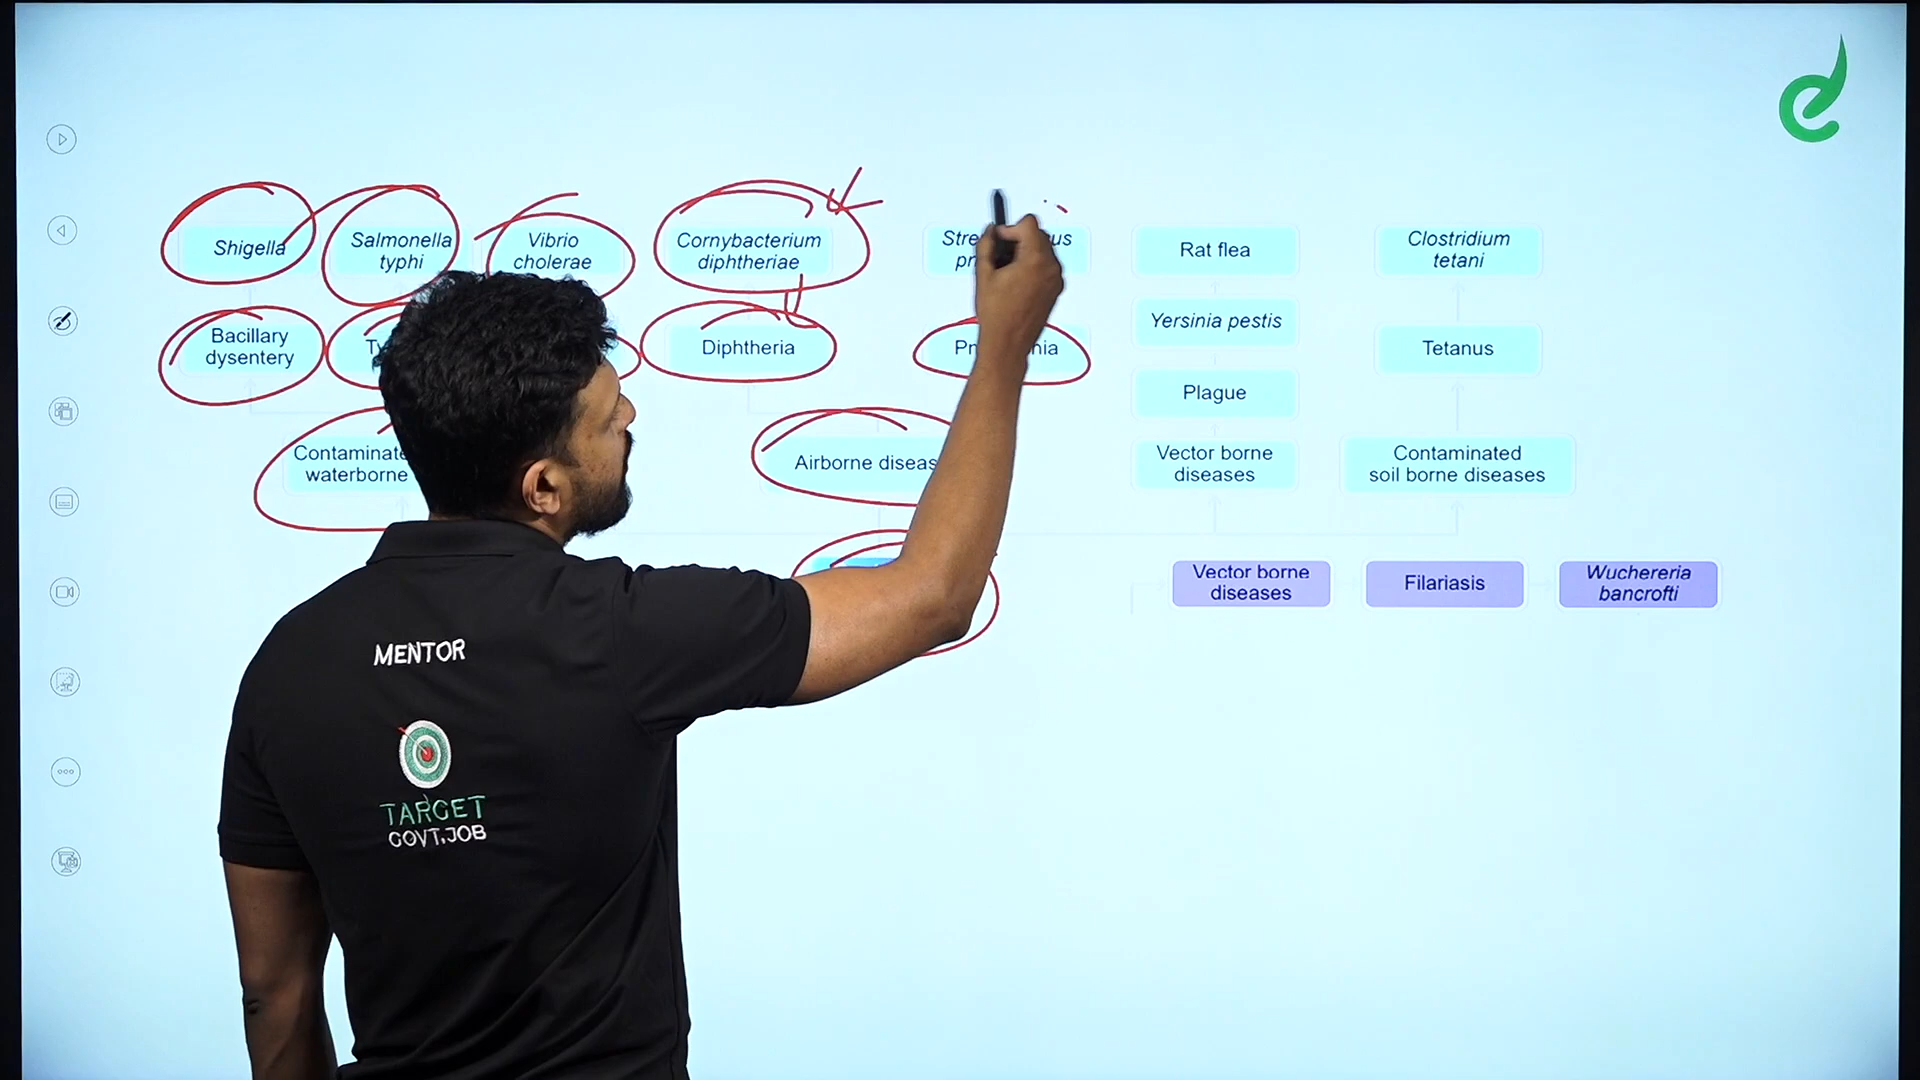 Shigella
Salmonella
typhi
Vibrio
cholerae
Cornybacterium
diphtheriae
Rat flea
Clostridium
tetani
Bacillary
dysentery
Diphtheria
Yersinia pestis
Tetanus
Plague
waterborne
Airborne
Vector borne
diseases
Contaminated
soil borne diseases
Vector borne
diseases
Filariasis
Wuchereria
bancrofti
MENTOR
TARGET
GOVT.JOB